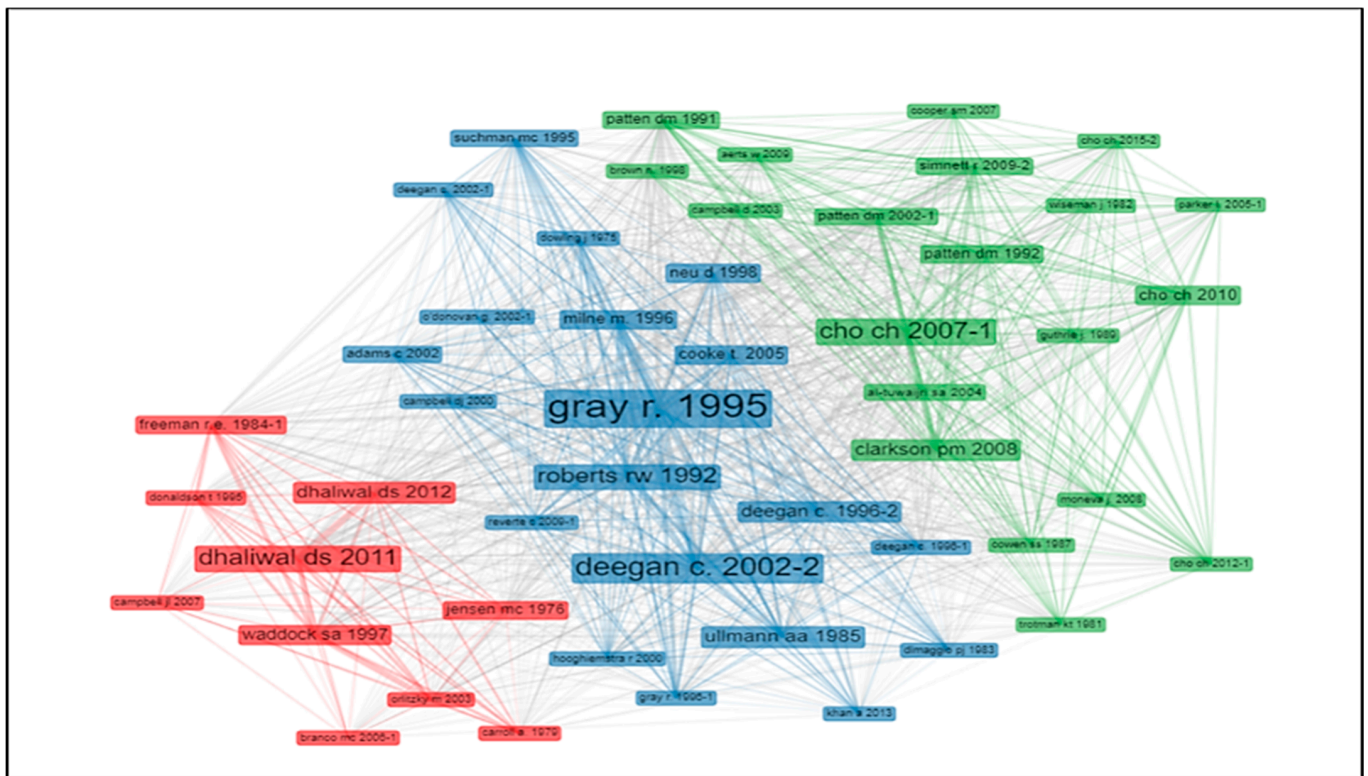 cooper sm 2007
patten dm 1991
suchman mc 1995
cho ch 2015-2
aerts w 2009
simnett r 2009-2
brown n. 1998
deegan c. 2002-1
wiseman j 1982
parker l. 2005-1
campbell d 2003
patten dm 2002-1
dowling j 1975
patten dm 1992
neu d 1998
cho ch 2010
o'donovan g. 2002-1
milne m. 1996
cho ch 2007-1
guthrie j. 1989
adams c 2002
cooke t. 2005
al-tuwaijri sa 2004
campbell dj 2000
gray r. 1995
freeman r.e. 1984-1
clarkson pm 2008
roberts rw 1992
dhaliwal ds 2012
donaldson t 1995
moneva j. 2008
deegan c. 1996-2
reverte c 2009-1
deegan c. 1996-1
cowen ss 1987
dhaliwal ds 2011
cho ch 2012-1
deegan c. 2002-2
campbell jl 2007
jensen mc 1976
trotman kt 1981
waddock sa 1997
ullmann aa 1985
dimaggio pj 1983
hooghiemstra r 2000
orlitzky m 2003
gray r. 1995-1
khan a 2013
carroll a. 1979
branco mc 2006-1